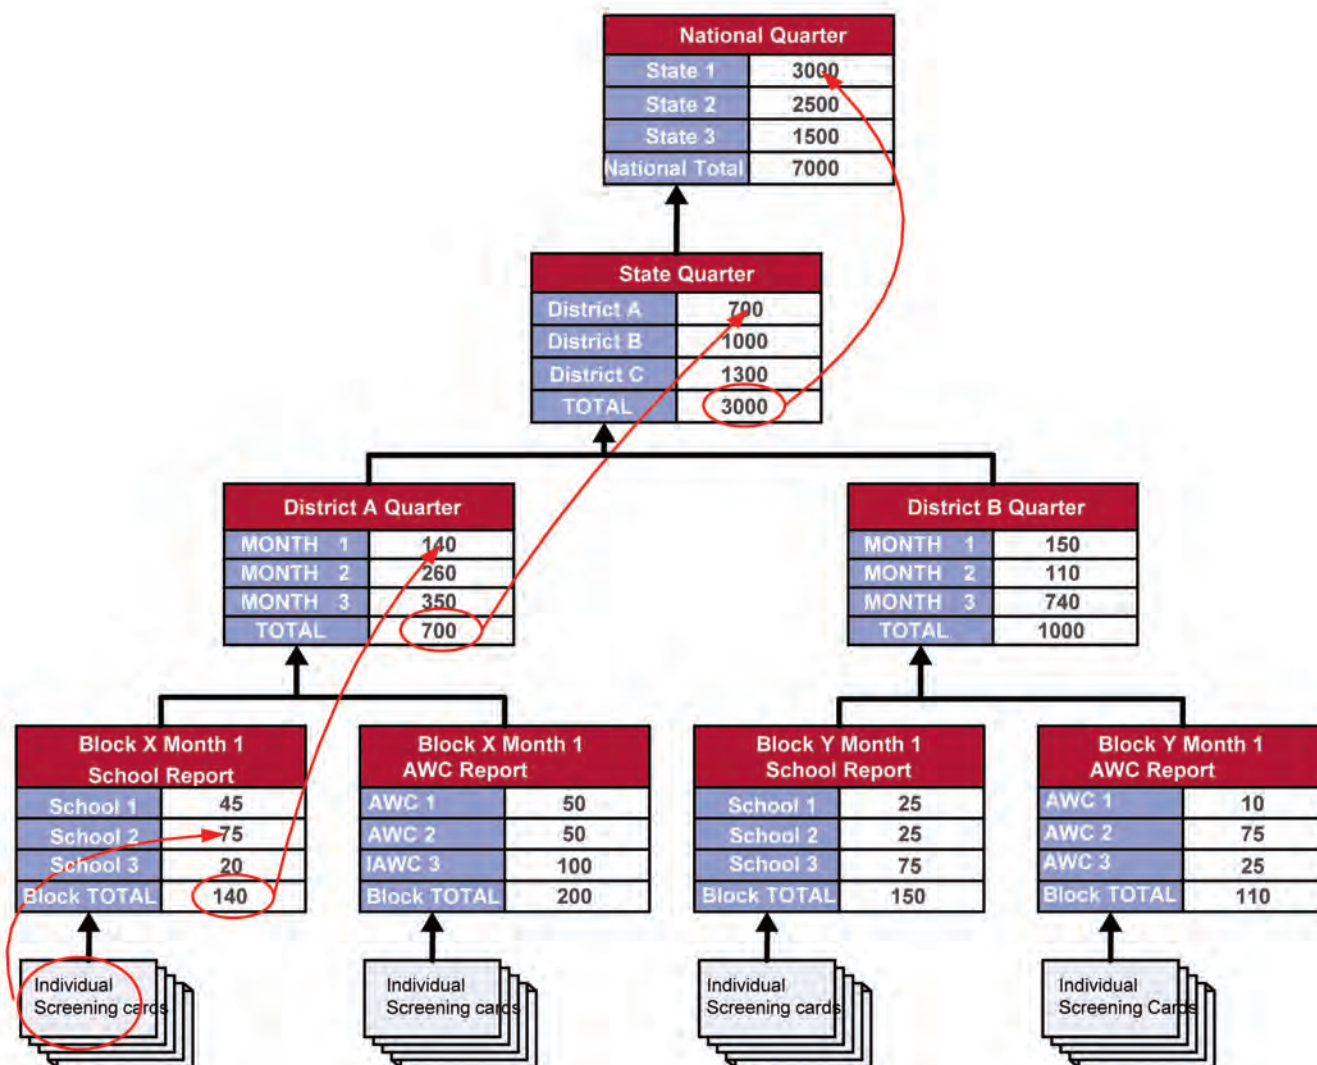 National Quarter
State 1 3000
State 2 2500
State 3 1500
National Total 7000
State Quarter
District A 700
District B 1000
District C 1300
TOTAL 3000
District A Quarter
MONTH 1 140
MONTH 2 260
MONTH 3 350
TOTAL 700
District B Quarter
MONTH 1 150
MONTH 2 110
MONTH 3 740
TOTAL 1000
Block X Month 1
School Report
School 1 45
School 2 75
School 3 20
Block TOTAL 140
Block X Month 1
AWC Report
AWC 1 50
AWC 2 50
IAWC 3 100
Block TOTAL 200
Block Y Month 1
School Report
School 1 25
School 2 25
School 3 75
Block TOTAL 150
Block Y Month 1
AWC Report
AWC 1 10
AWC 2 75
AWC 3 25
Block TOTAL 110
Individual
Screening cards
Individual
Screening cards
Individual
Screening cards
Individual
Screening Cards